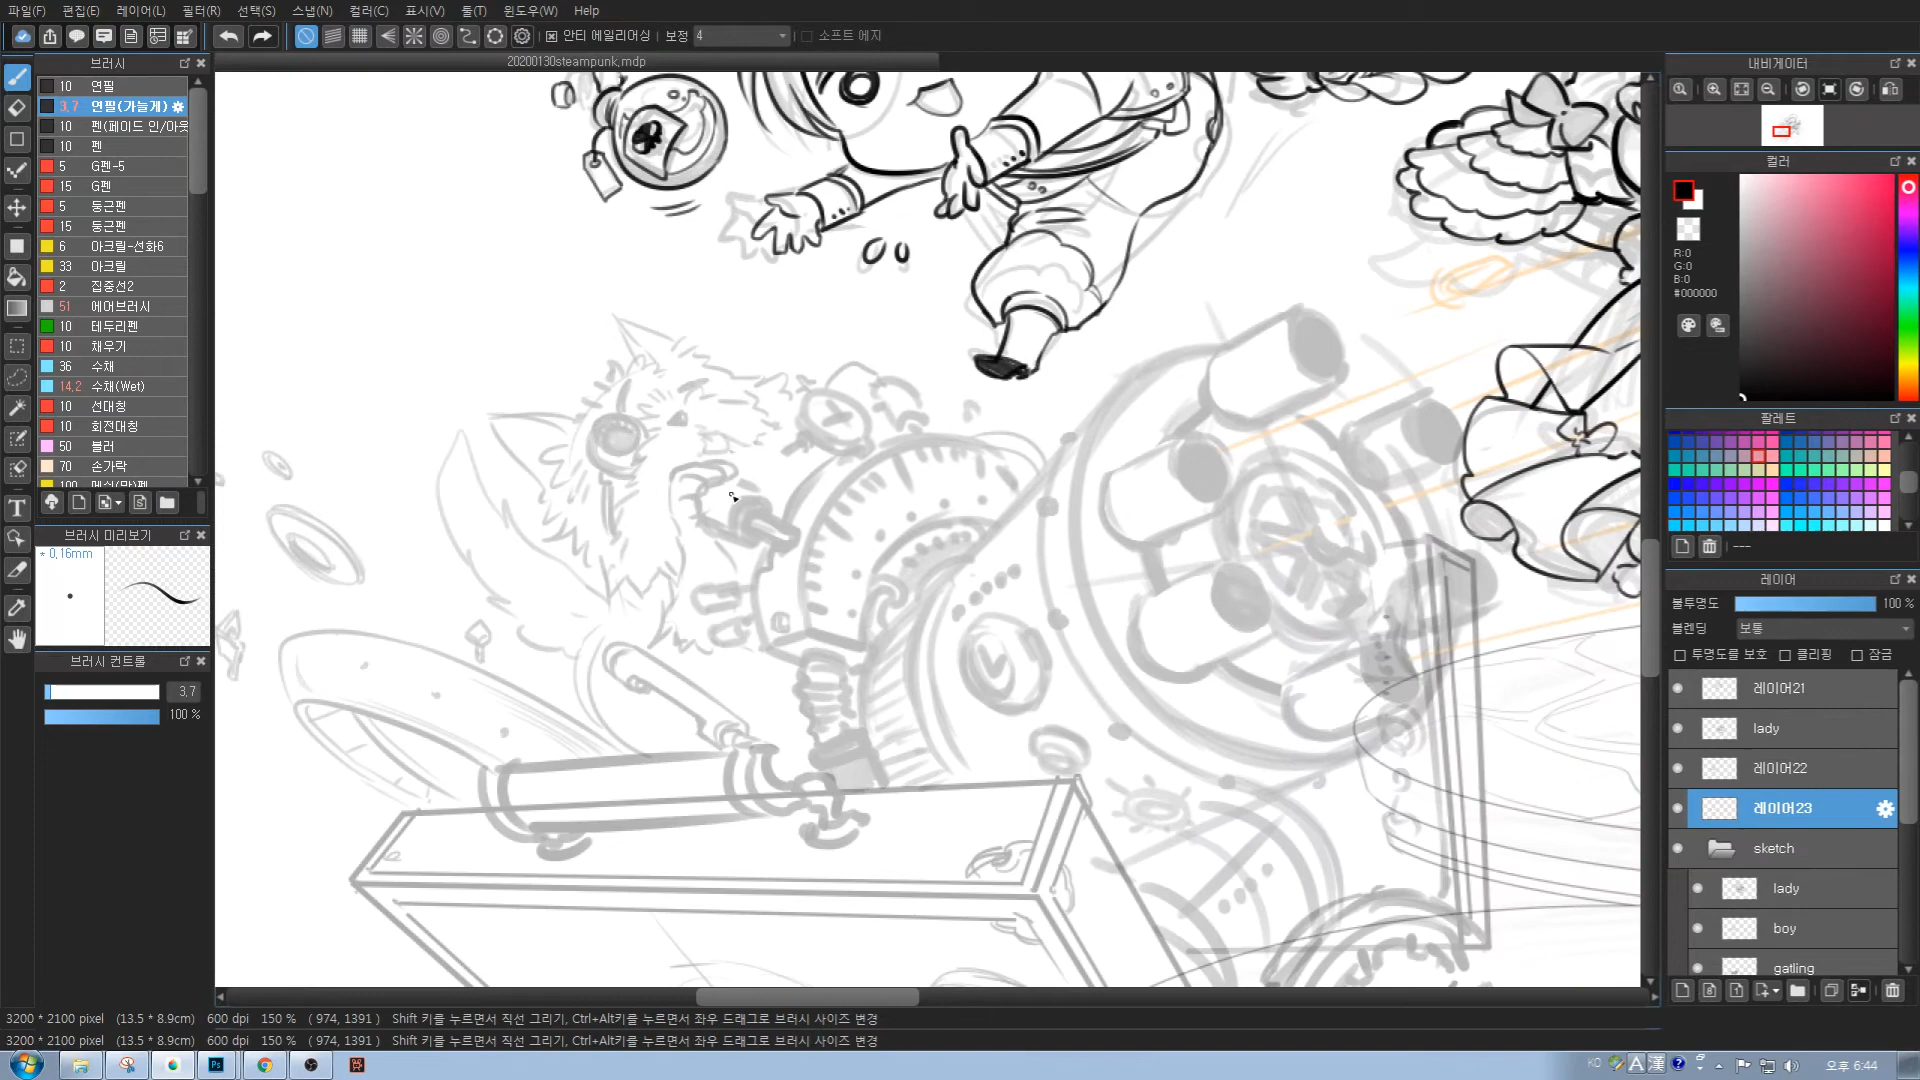 파일(F) 편집(E) 레이어(L) 필터(R) 선택(S) 스냅(N) 컬러(C) 표시(V) 툴(T) 윈도우(W) Help
안티 에일리어싱 보정 4 소프트 에지
브러시
20200130steampunk.mdp
내비게이터
10 연필
3.7 연필(가늘게)
10 펜(페이드 인/아웃
10 펜
5 G펜-5
15 G펜
5 둥근펜
15 둥근펜
6 아크릴-선화6
33 아크릴
2 집중선2
51 에어브러시
10 테두리펜
10 채우기
36 수채
14.2 수채(Wet)
10 선대칭
10 회전대칭
50 블러
70 손가락
브러시 미리보기
* 0.16mm
브러시 컨트롤
3.7
100 %
컬러
R:0
G:0
B:0
#000000
팔레트
---
레이어
불투명도 100 %
블렌딩 보통
투명도를 보호 클리핑 잠금
레이어21
lady
레이어22
레이어23
sketch
lady
boy
gatling
3200 * 2100 pixel (13.5 * 8.9cm) 600 dpi 150 % ( 974, 1391 ) Shift 키를 누르면서 직선 그리기, Ctrl+Alt키를 누르면서 좌우 드래그로 브러시 사이즈 변경
3200 * 2100 pixel (13.5 * 8.9cm) 600 dpi 150 % ( 974, 1391 ) Shift 키를 누르면서 직선 그리기, Ctrl+Alt키를 누르면서 좌우 드래그로 브러시 사이즈 변경
Ps KO A 漢 오후 6:44